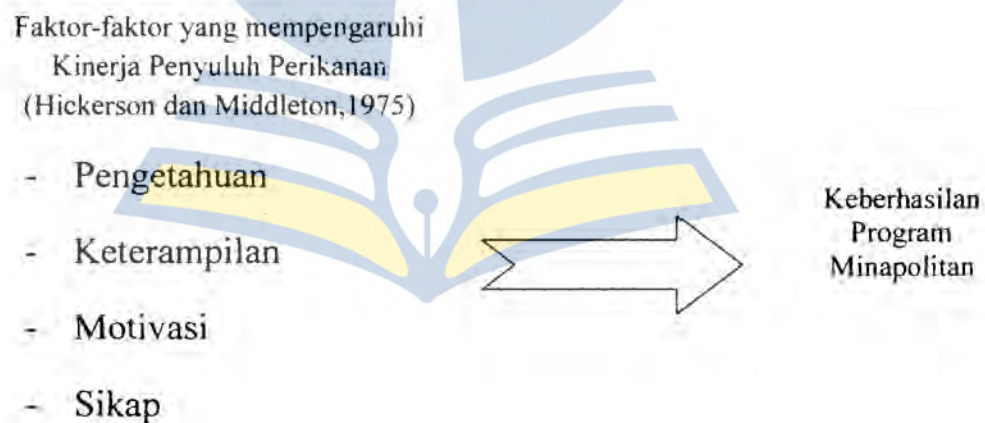 Faktor-faktor yang mempengaruhi
Kinerja Penyuluh Perikanan
(Hickerson dan Middleton,1975)
- Pengetahuan
- Keterampilan
- Motivasi
- Sikap
Keberhasilan
Program
Minapolitan